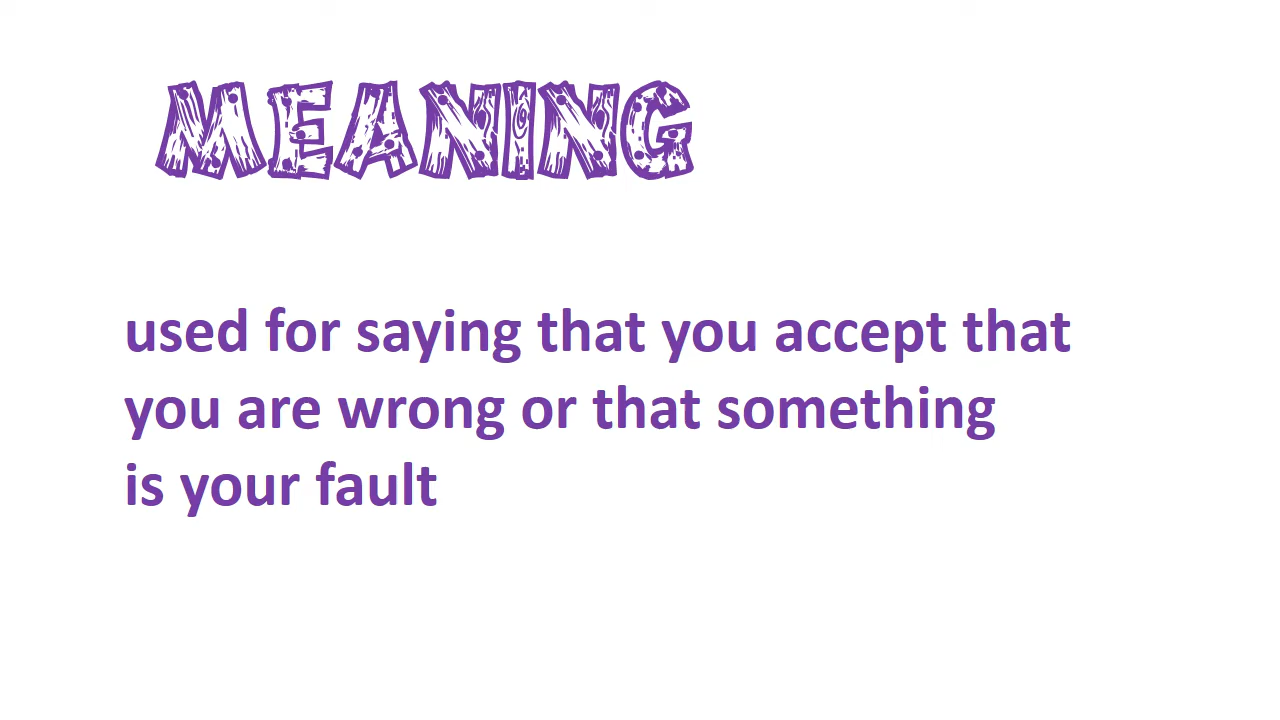 MEANING
used for saying that you accept that
you are wrong or that something
is your fault